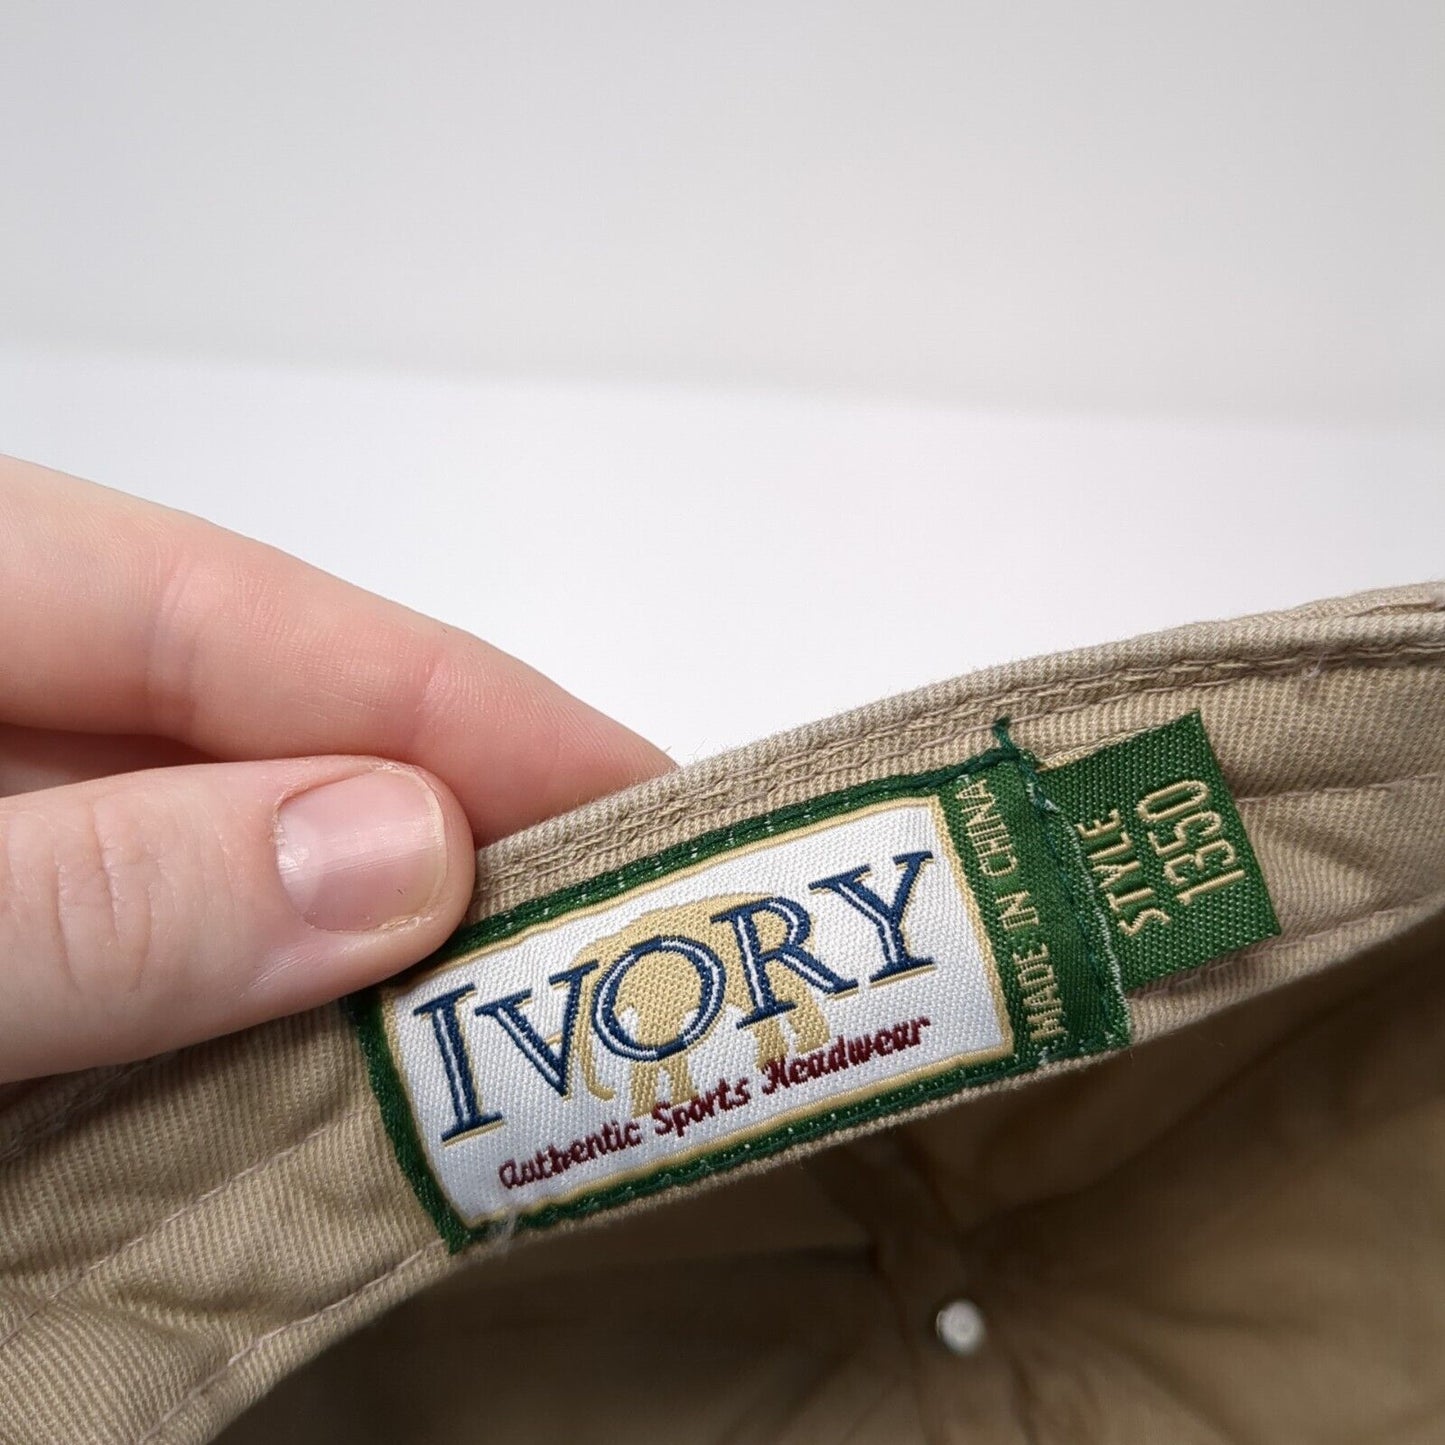 IVORY
Authentic Sports Headwear
MADE IN CHINA
STYLE
1350